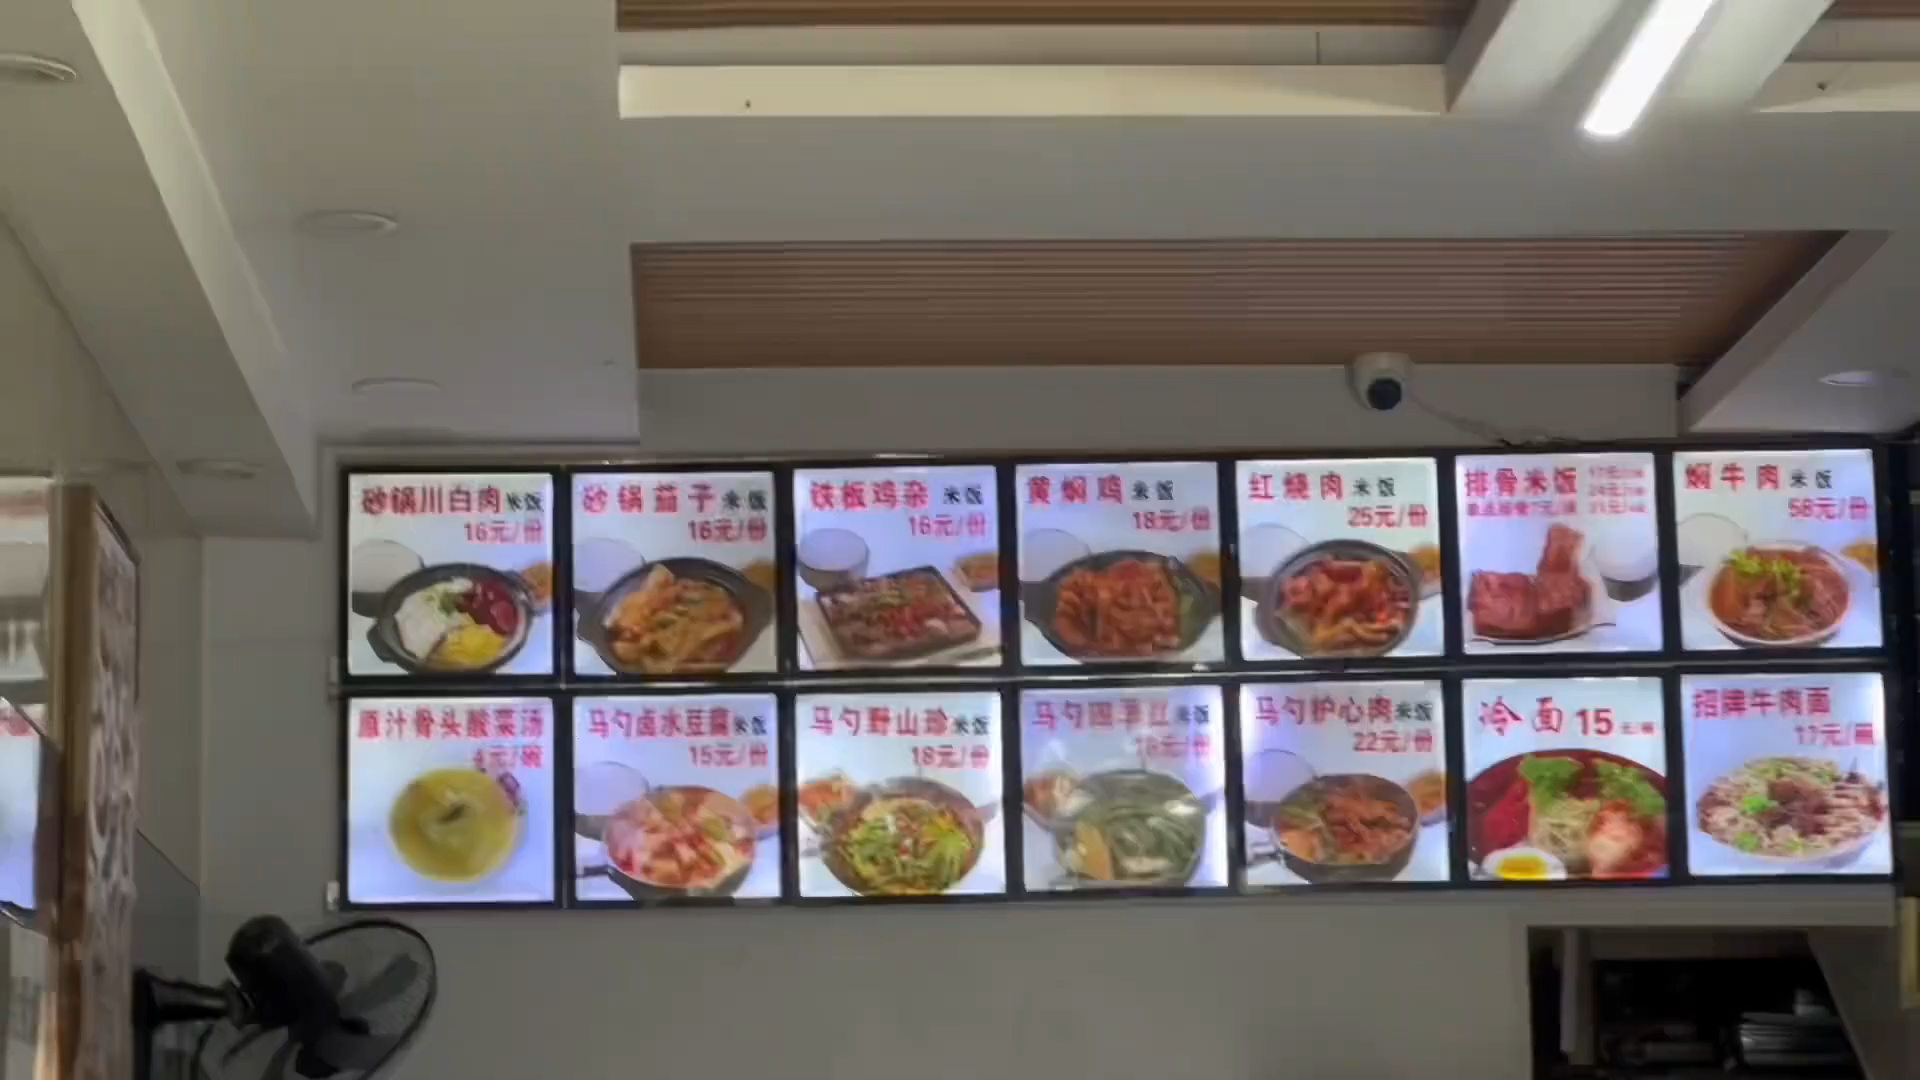 砂锅川白肉米饭
16元/份
砂锅茄子米饭
16元/份
铁板鸡杂 米饭
16元/份
黄焖鸡 米饭
18元/份
红烧肉 米饭
25元/份
排骨米饭
焖牛肉 米饭
58元/份
原汁骨头酸菜汤
4元/碗
马勺卤水豆腐米饭
15元/份
马勺野山珍米饭
18元/份
马勺 米饭
元/份
马勺护心肉米饭
22元/份
冷面 15
招牌牛肉面
17元/